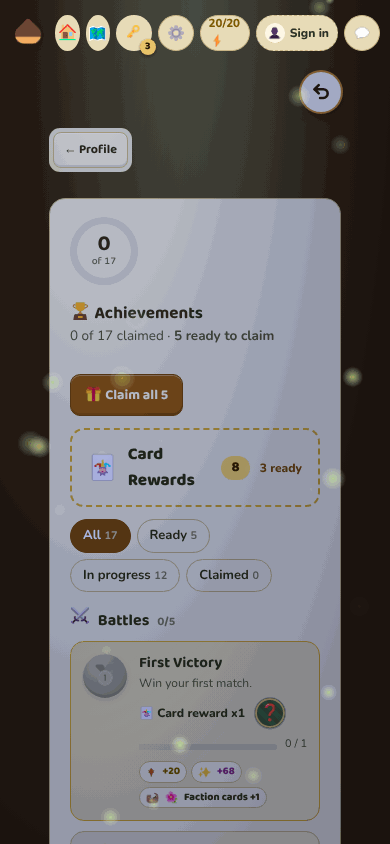 20/20
3
Sign in
← Profile
0
of 17
Achievements
0 of 17 claimed · 5 ready to claim
Claim all 5
Card
Rewards
8
3 ready
All 17
Ready 5
In progress 12
Claimed 0
Battles 0/5
First Victory
1
Win your first match.
Card reward x1
0 / 1
+20
+68
Faction cards +1